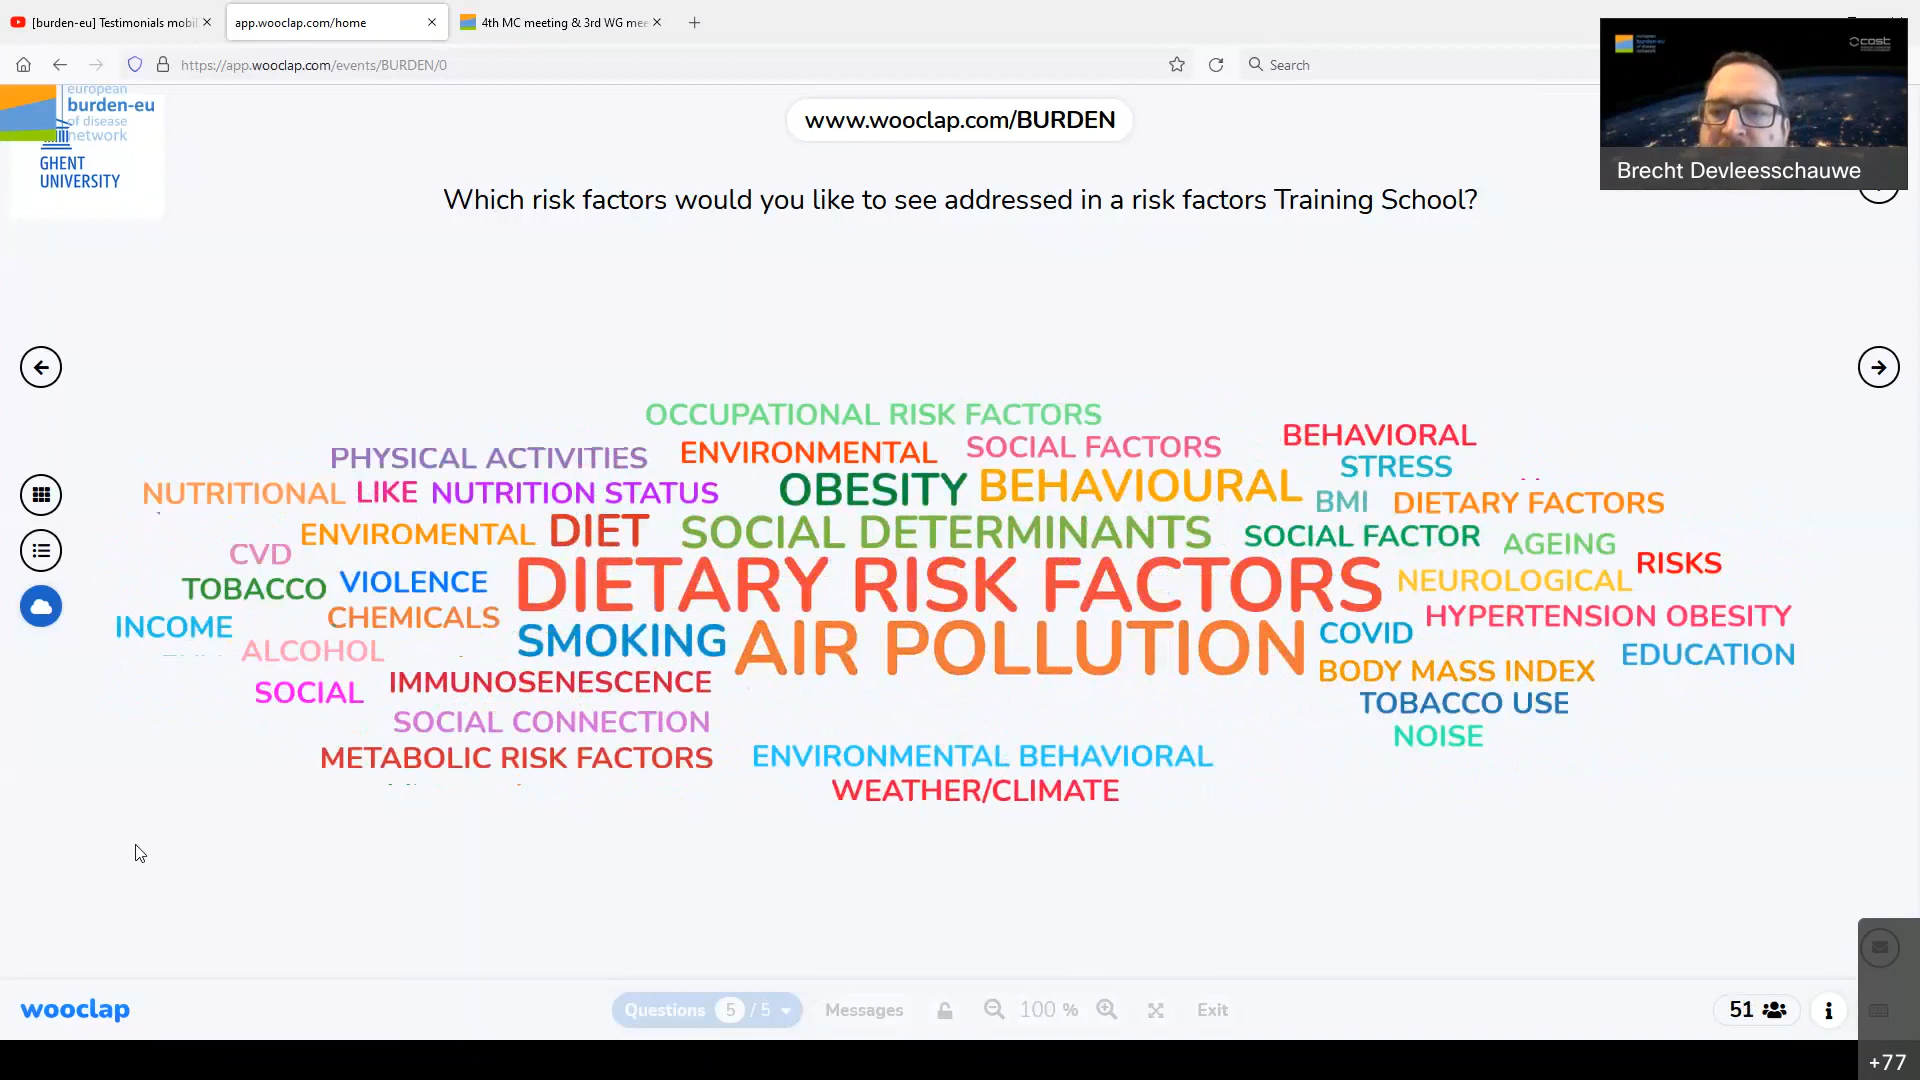 [burden-eu] Testimonials mobil
app.wooclap.com/home
4th MC meeting & 3rd WG mee
https://app.wooclap.com/events/BURDEN/0
Search
european
burden-eu
of disease
network
GHENT
UNIVERSITY
www.wooclap.com/BURDEN
cost
Brecht Devleesschauwe
Which risk factors would you like to see addressed in a risk factors Training School?
OCCUPATIONAL RISK FACTORS
BEHAVIORAL
PHYSICAL ACTIVITIES
ENVIRONMENTAL
SOCIAL FACTORS
STRESS
NUTRITIONAL
LIKE
NUTRITION STATUS
OBESITY
BEHAVIOURAL
BMI
DIETARY FACTORS
ENVIROMENTAL
DIET
SOCIAL DETERMINANTS
SOCIAL FACTOR
AGEING
CVD
RISKS
TOBACCO
VIOLENCE
DIETARY RISK FACTORS
NEUROLOGICAL
INCOME
CHEMICALS
HYPERTENSION OBESITY
ALCOHOL
SMOKING
AIR POLLUTION
COVID
EDUCATION
SOCIAL
IMMUNOSENESCENCE
BODY MASS INDEX
SOCIAL CONNECTION
TOBACCO USE
NOISE
METABOLIC RISK FACTORS
ENVIRONMENTAL BEHAVIORAL
WEATHER/CLIMATE
wooclap
Questions 5 / 5
Messages
100 %
Exit
51
+77